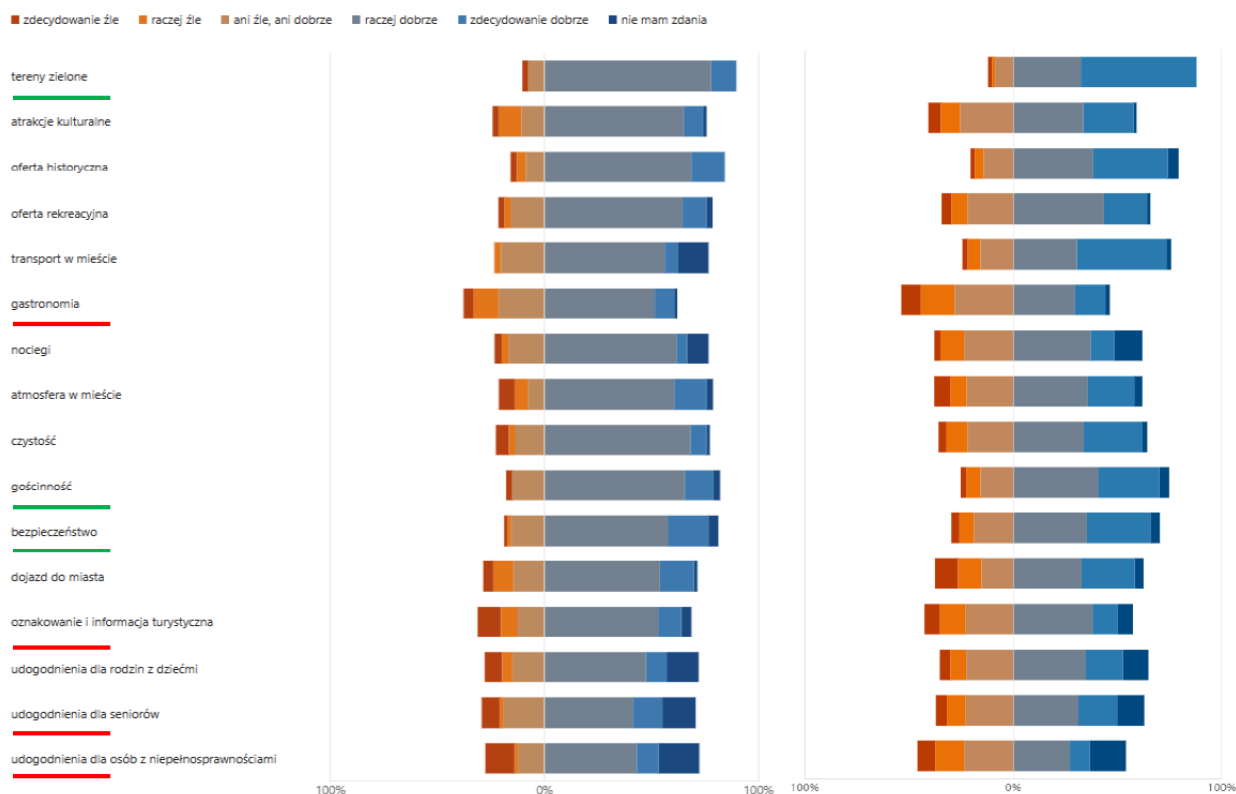 zdecydowanie źle raczej źle ani źle, ani dobrze raczej dobrze zdecydowanie dobrze nie mam zdania
tereny zielone
atrakcje kulturalne
oferta historyczna
oferta rekreacyjna
transport w mieście
gastronomia
noclegi
atmosfera w mieście
czystość
gościnność
bezpieczeństwo
dojazd do miasta
oznakowanie i informacja turystyczna
udogodnienia dla rodzin z dziećmi
udogodnienia dla seniorów
udogodnienia dla osób z niepełnosprawnościami
100% 0% 100% 100% 0% 100%